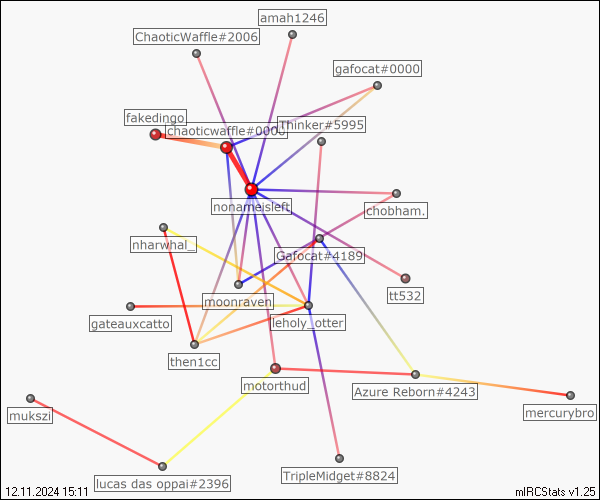 amah1246
ChaoticWaffle#2006
gafocat#0000
fakedingo
Thinker#5995
chaoticwaffle#0000
nonameisleft
chobham.
nharwhal_
Gafocat#4189
moonraven
tt532
gateauxcatto
leholy_otter
then1cc
motorthud
Azure Reborn#4243
mukszi
mercurybro
lucas das oppai#2396
TripleMidget#8824
12.11.2024 15:11
mIRCStats v1.25